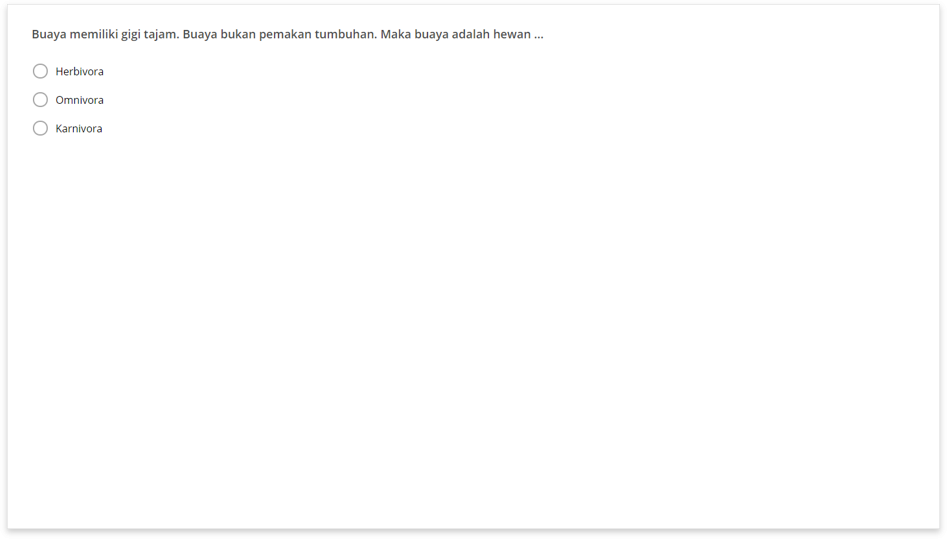 Buaya memiliki gigi tajam. Buaya bukan pemakan tumbuhan. Maka buaya adalah hewan ...
Herbivora
Omnivora
Karnivora